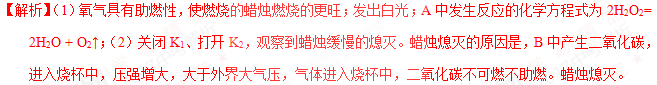 【解析】（1）氧气具有助燃性，使燃烧的蜡烛燃烧的更旺；发出白光；A 中发生反应的化学方程式为 2H2O2=
2H2O + O2↑；（2）关闭 K1、打开 K2，观察到蜡烛缓慢的熄灭。蜡烛熄灭的原因是，B 中产生二氧化碳，
进入烧杯中，压强增大，大于外界大气压，气体进入烧杯中，二氧化碳不可燃不助燃。蜡烛熄灭。